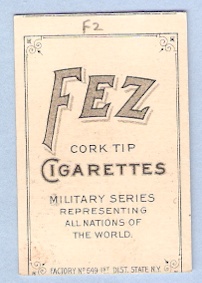 F2
FEZ
CORK TIP
CIGARETTES
MILITARY SERIES
REPRESENTING
ALL NATIONS OF
THE WORLD.
FACTORY Nº 649 1ST DIST. STATE N.Y.